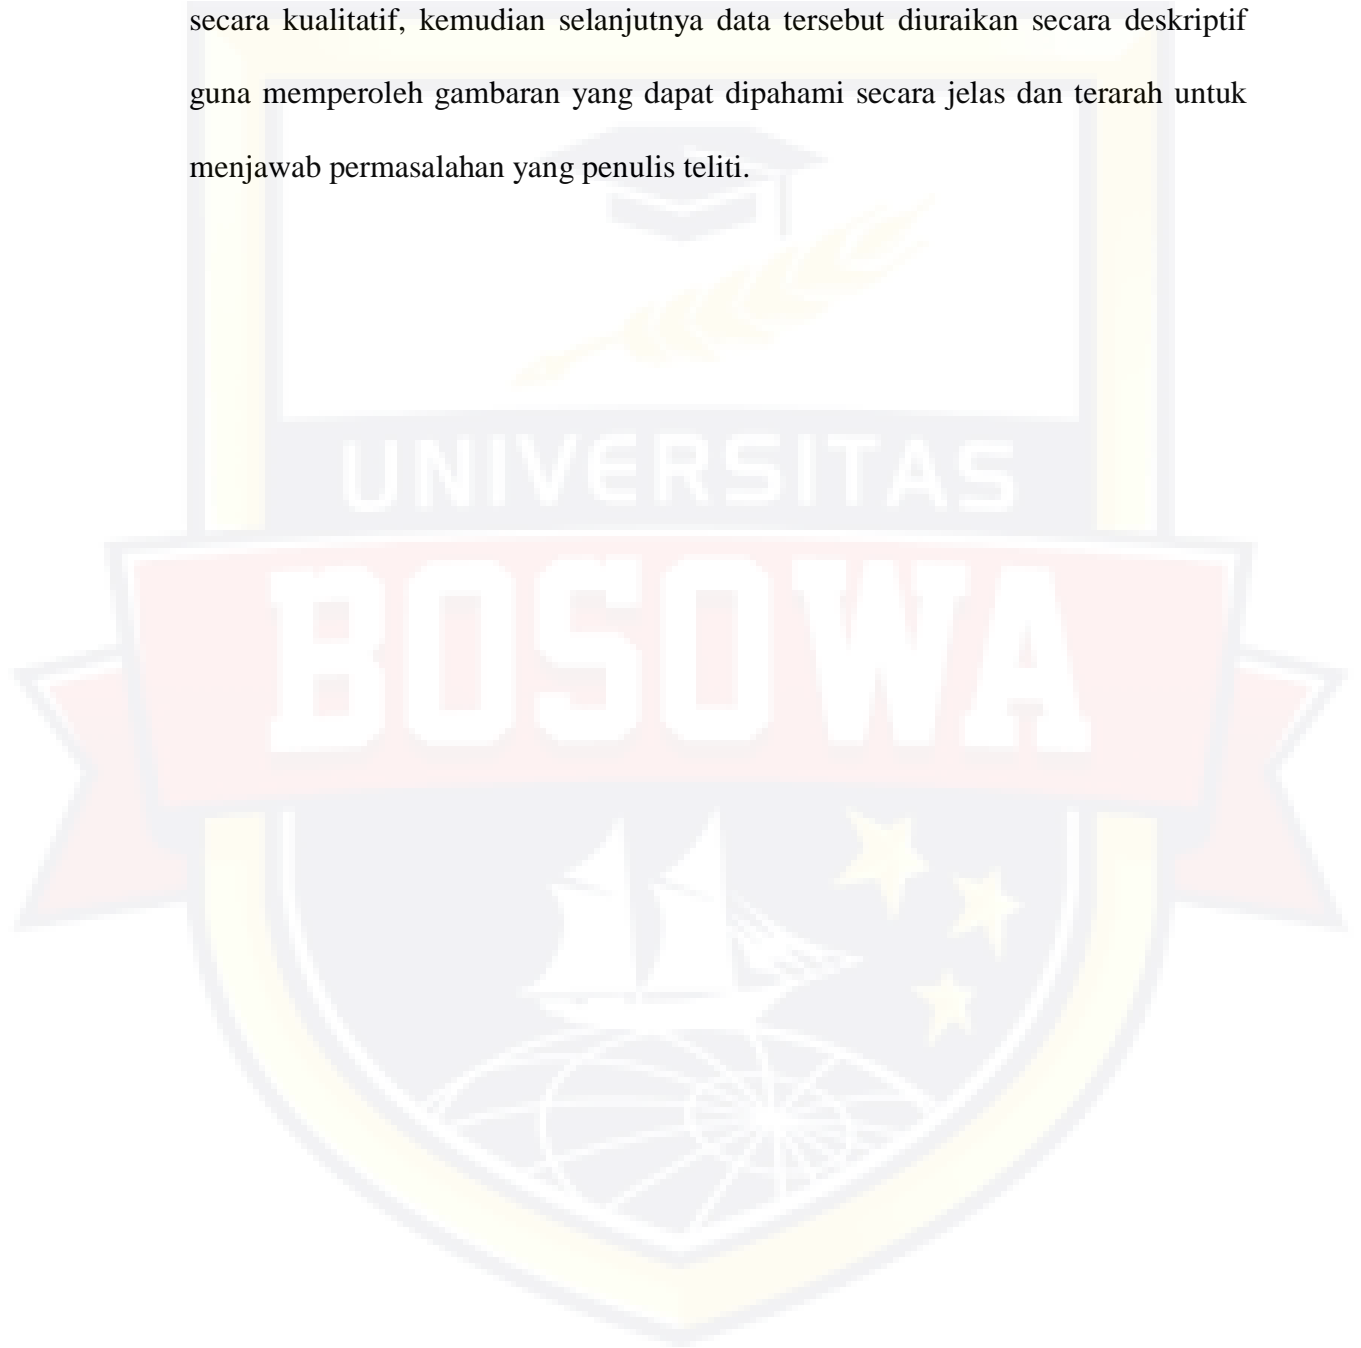 secara kualitatif, kemudian selanjutnya data tersebut diuraikan secara deskriptif
guna memperoleh gambaran yang dapat dipahami secara jelas dan terarah untuk
menjawab permasalahan yang penulis teliti.
UNIVERSITAS
BOSOWA